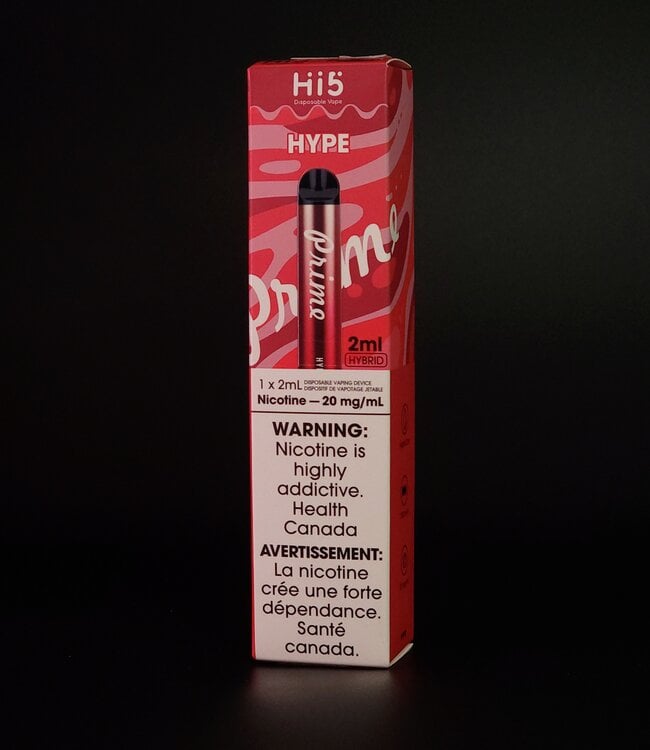 Hi5
Disposable Vape
HYPE
Prime
Prime
2ml
HYBRID
1 x 2mL DISPOSABLE VAPING DEVICE
DISPOSITIF DE VAPOTAGE JETABLE
Nicotine — 20 mg/mL
WARNING:
Nicotine is
highly
addictive.
Health
Canada
AVERTISSEMENT:
La nicotine
crée une forte
dépendance.
Santé
canada.